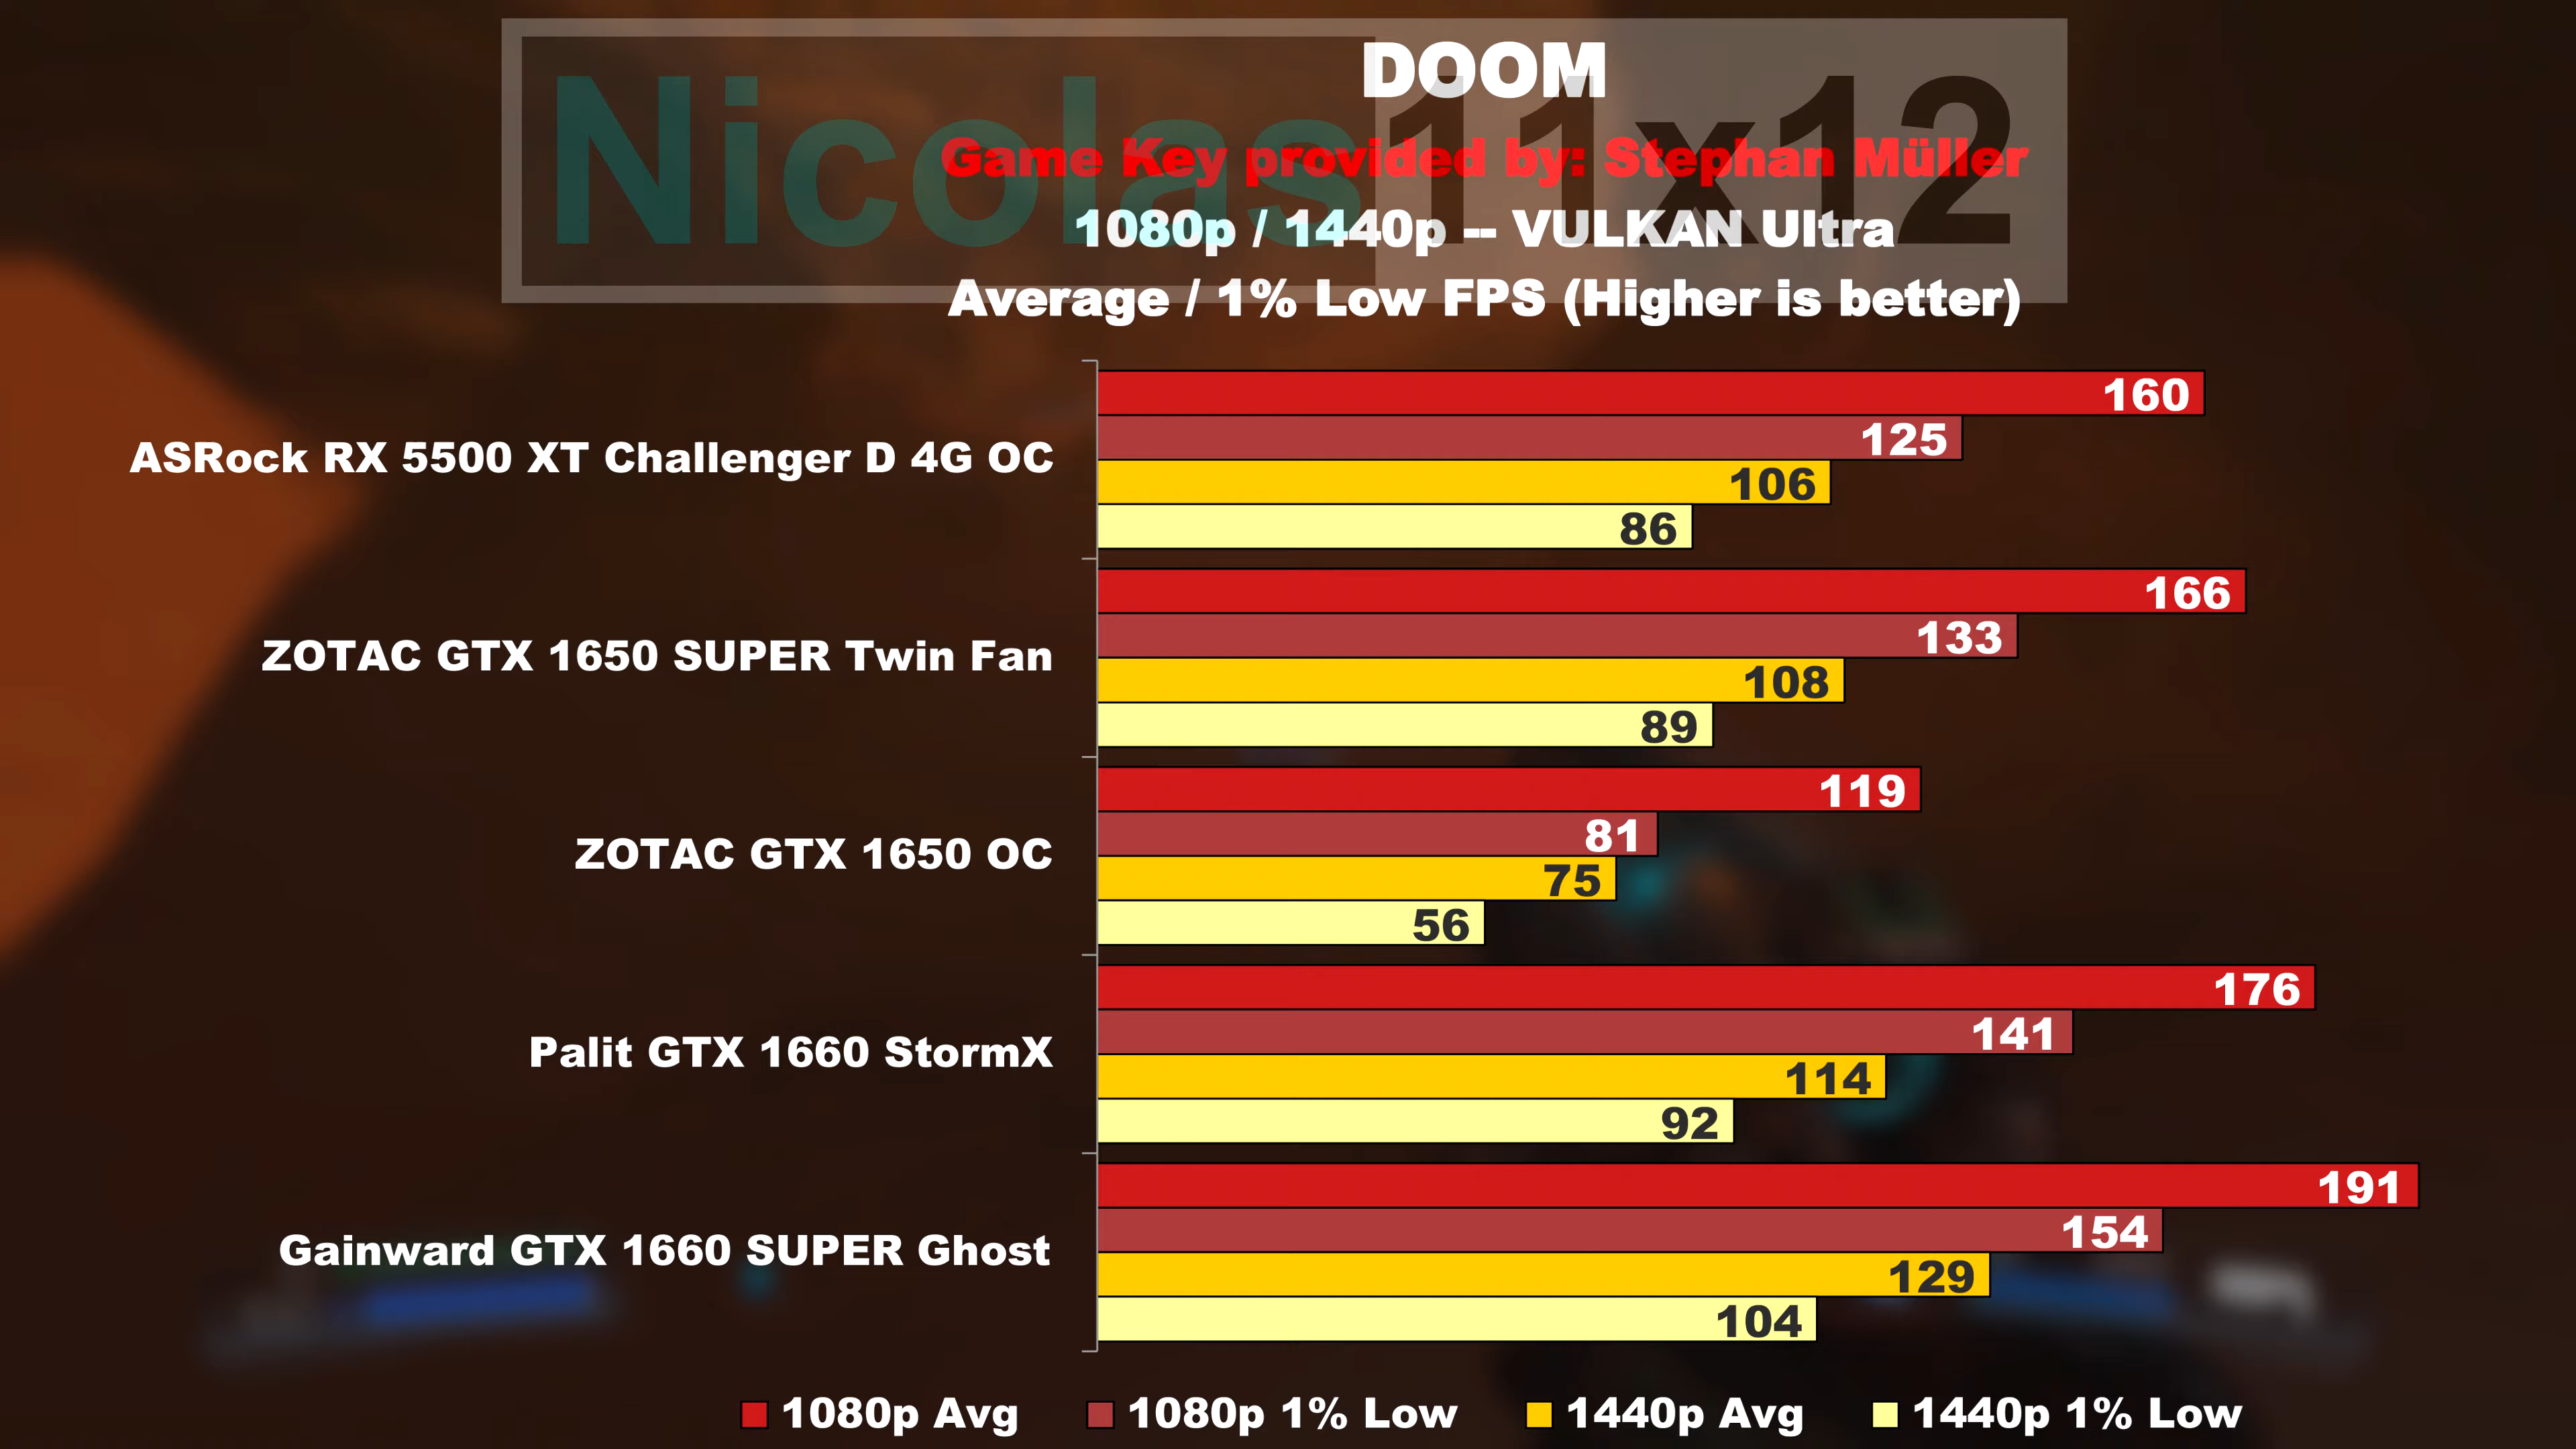 Nicolas11x12
DOOM
Game Key provided by: Stephan Müller
1080p / 1440p -- VULKAN Ultra
Average / 1% Low FPS (Higher is better)
ASRock RX 5500 XT Challenger D 4G OC
160
125
106
86
ZOTAC GTX 1650 SUPER Twin Fan
166
133
108
89
ZOTAC GTX 1650 OC
119
81
75
56
Palit GTX 1660 StormX
176
141
114
92
Gainward GTX 1660 SUPER Ghost
191
154
129
104
1080p Avg 1080p 1% Low 1440p Avg 1440p 1% Low